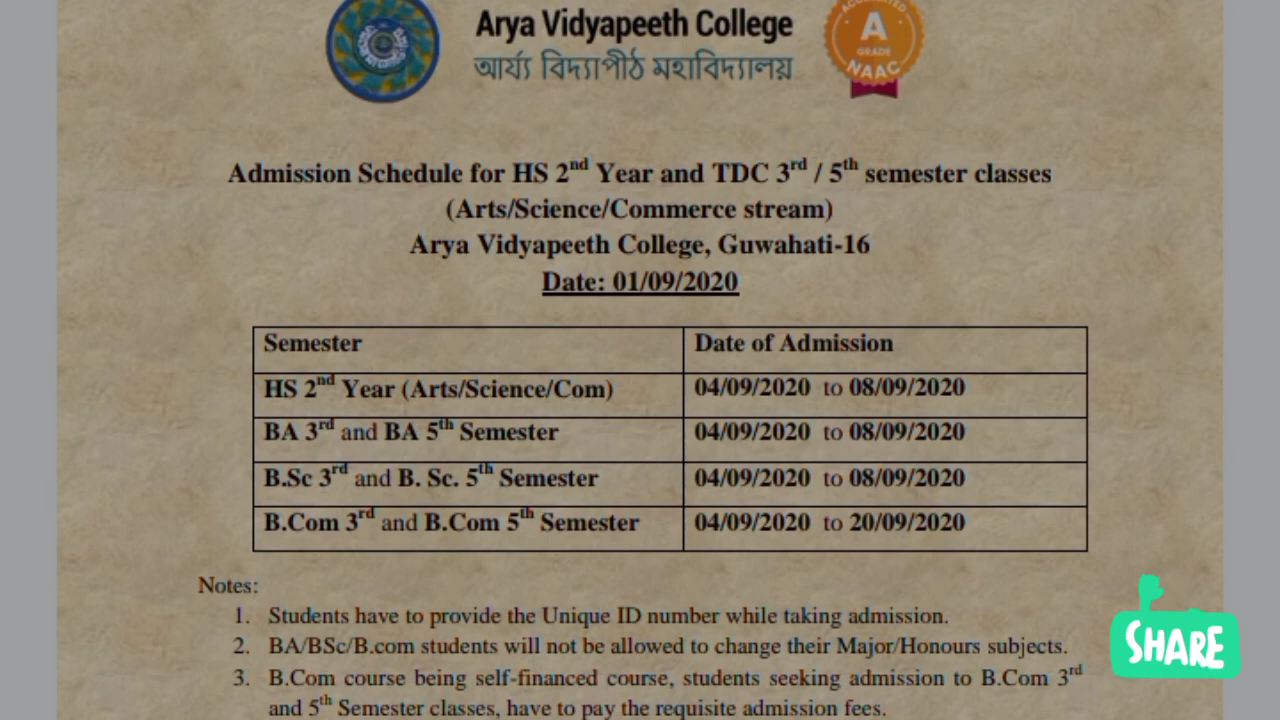 Arya Vidyapeeth College
আৰ্য্য বিদ্যাপীঠ মহাবিদ্যালয়
ACCREDITED
A
GRADE
NAAC
Admission Schedule for HS 2nd Year and TDC 3rd / 5th semester classes
(Arts/Science/Commerce stream)
Arya Vidyapeeth College, Guwahati-16
Date: 01/09/2020
Semester Date of Admission
HS 2nd Year (Arts/Science/Com) 04/09/2020 to 08/09/2020
BA 3rd and BA 5th Semester 04/09/2020 to 08/09/2020
B.Sc 3rd and B. Sc. 5th Semester 04/09/2020 to 08/09/2020
B.Com 3rd and B.Com 5th Semester 04/09/2020 to 20/09/2020
Notes:
1. Students have to provide the Unique ID number while taking admission.
2. BA/BSc/B.com students will not be allowed to change their Major/Honours subjects.
3. B.Com course being self-financed course, students seeking admission to B.Com 3rd
and 5th Semester classes, have to pay the requisite admission fees.
SHARE